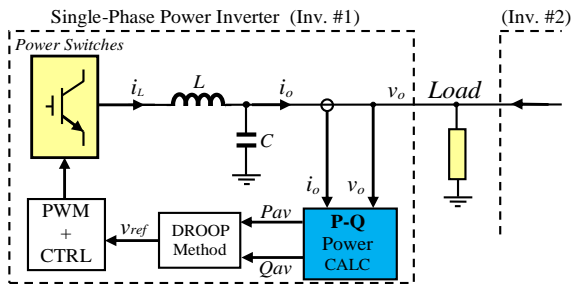 Single-Phase Power Inverter (Inv. #1)
(Inv. #2)
Power Switches
iL
L
io
vo
Load
C
io
vo
PWM
+
CTRL
vref
DROOP
Method
Pav
Qav
P-Q
Power
CALC